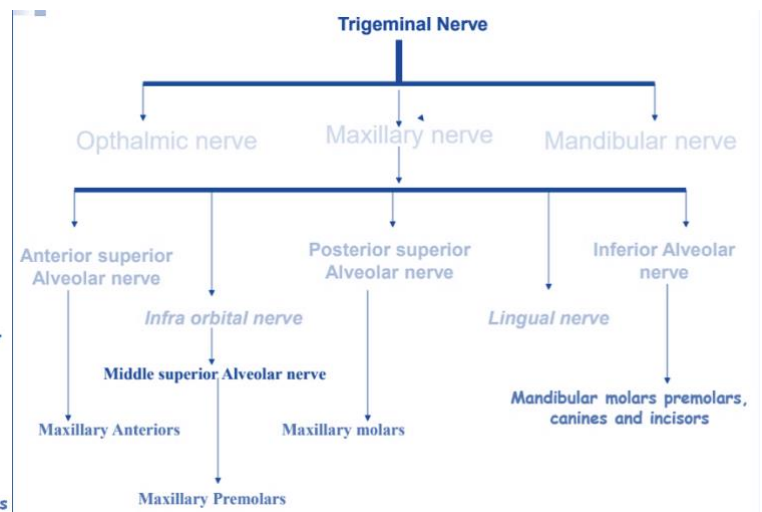 Trigeminal Nerve
Opthalmic nerve
Maxillary nerve
Mandibular nerve
Anterior superior
Alveolar nerve
Posterior superior
Alveolar nerve
Inferior Alveolar
nerve
Infra orbital nerve
Lingual nerve
Middle superior Alveolar nerve
Mandibular molars premolars,
canines and incisors
Maxillary Anteriors
Maxillary molars
Maxillary Premolars
s